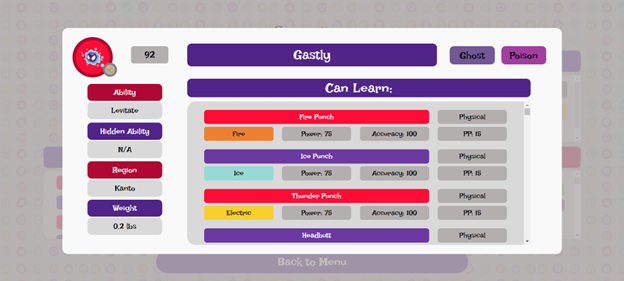 92
Gastly
Ghost
Poison
Ability
Levitate
Hidden Ability
N/A
Region
Kanto
Weight
0.2 lbs
Can Learn:
Fire Punch
Physical
Fire
Power: 75
Accuracy: 100
PP: 15
Ice Punch
Physical
Ice
Power: 75
Accuracy: 100
PP: 15
Thunder Punch
Physical
Electric
Power: 75
Accuracy: 100
PP: 15
Headbutt
Physical
Back to Menu